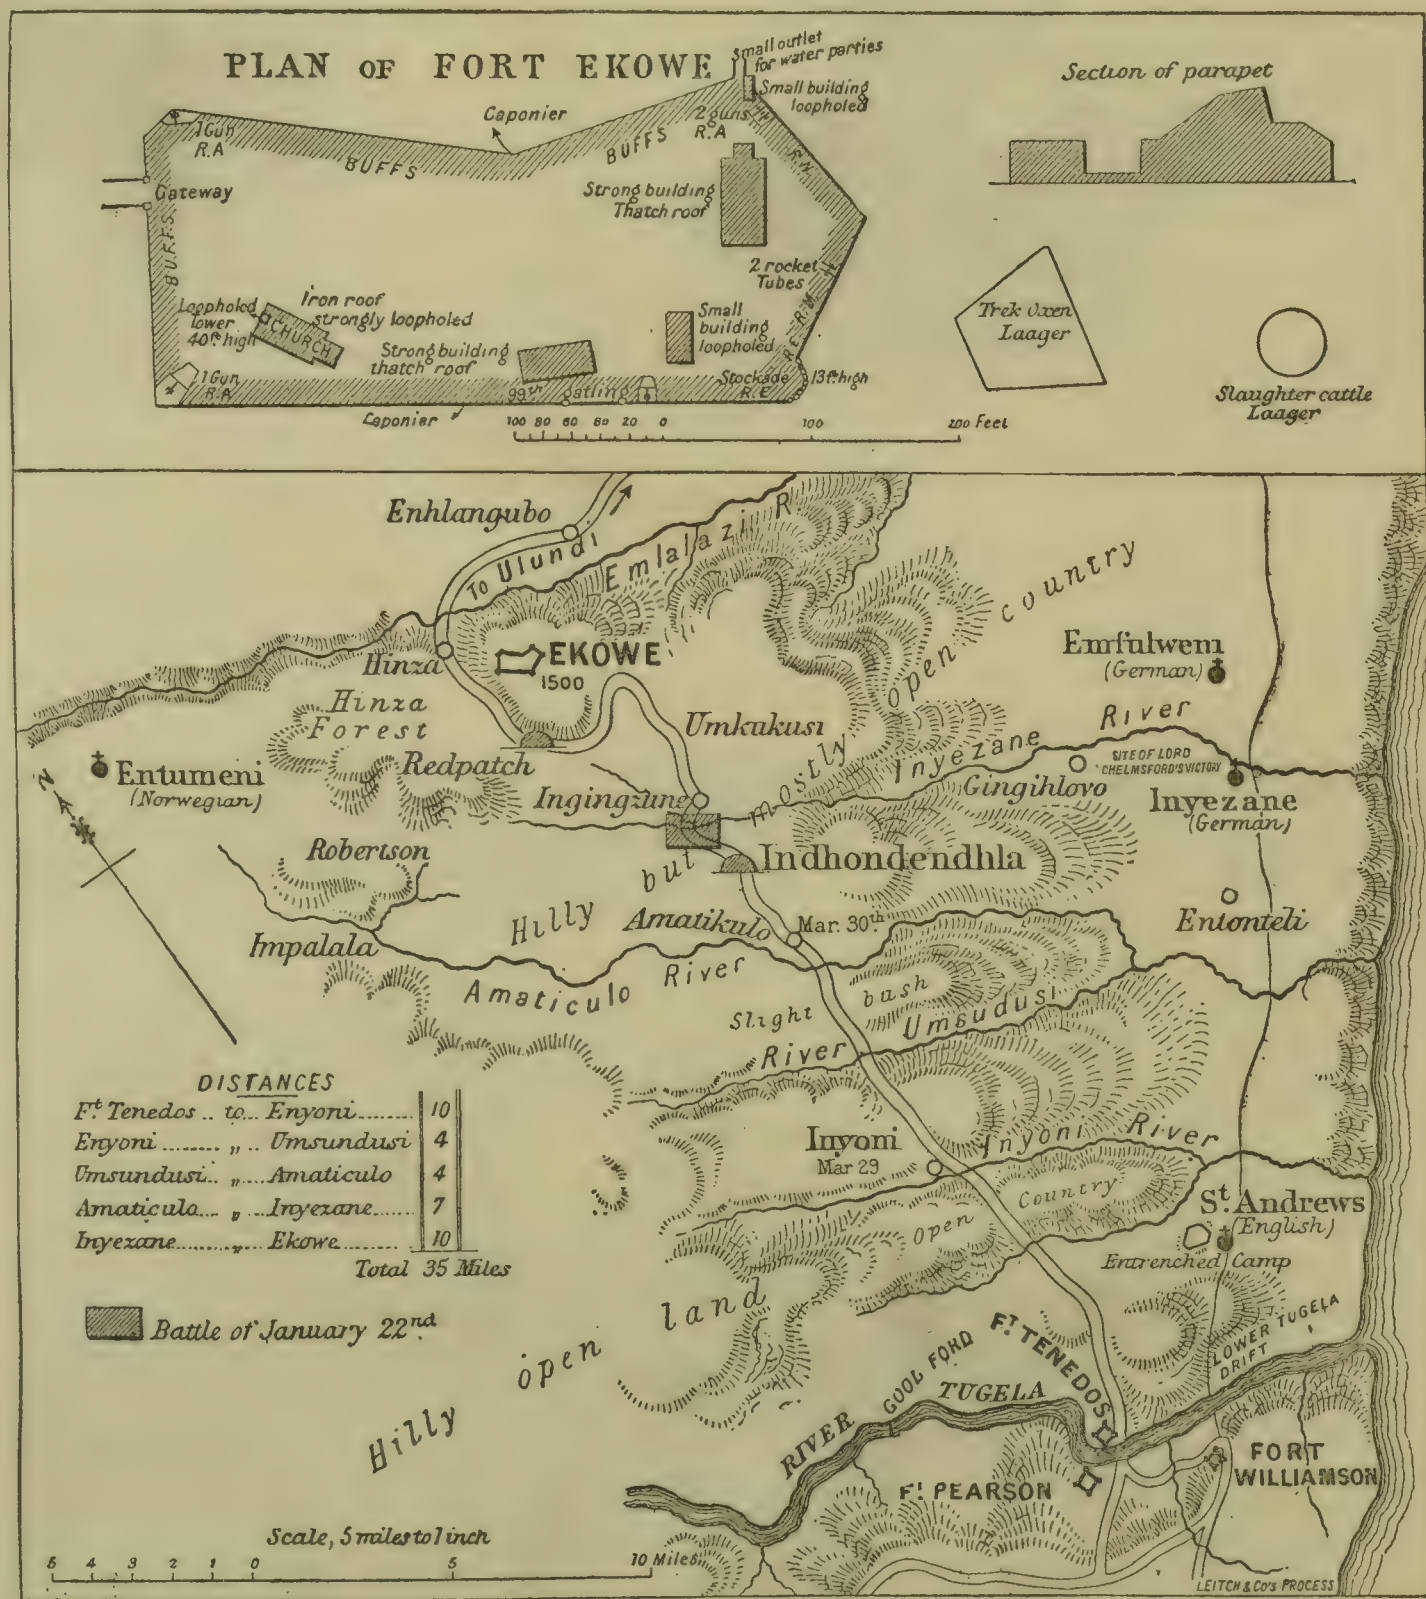 PLAN OF FORT EKOWE
Small outlet
for water parties
Small building
loopholed
Section of parapet
1 Gun
R.A
Caponier
BUFFS
BUFFS
2 guns
R.A
R.N.
Gateway
BUFFS
Strong building
Thatch roof
2 rocket
Tubes
R.M.
R.E.
Trek Oxen
Laager
Slaughter cattle
Laager
Loopholed
lower
40ft. high
Iron roof
strongly loopholed
CHURCH
Strong building
thatch roof
Small
building
loopholed
1 Gun
R.A
99th
gatling
Stockade
R.E
13ft. high
Caponier
100 80 60 40 20 0 100 200 Feet
Enhlangubo
To Ulundi
Emlalazi R.
Hinza
EKOWE
1500
Hinza
Forest
Redpatch
Umkukusi
mostly open country
Emfulweni
(German)
Entumeni
(Norwegian)
N
Ingingzune
Inyezane River
Gingihlovo
SITE OF LORD
CHELMSFORD'S VICTORY
Inyezane
(German)
Robertson
Indhondendhla
Hilly but
Impalala
Amatikulo
Mar. 30th
Entonteli
Amaticulo River
Slight bush
River Umsudusi
DISTANCES
Ft. Tenedos .. to... Enyoni ........ 10
Enyoni ........ „ .. Umsundusi 4
Umsundusi .. „ ... Amaticulo 4
Amaticulo .... „ .. Inyezane ...... 7
Inyezane .......... „ .. Ekowe ........ 10
Total 35 Miles
Battle of January 22nd.
Inyoni
Mar 29
Inyoni River
Open Country
St. Andrews
(English)
Entrenched Camp
Hilly open land
LOWER TUGELA
DRIFT
FT. TENEDOS
GOOL FORD
RIVER TUGELA
FT. PEARSON
FORT
WILLIAMSON
Scale, 5 miles to 1 inch
5 4 3 2 1 0 5 10 Miles
LEITCH & Co's PROCESS